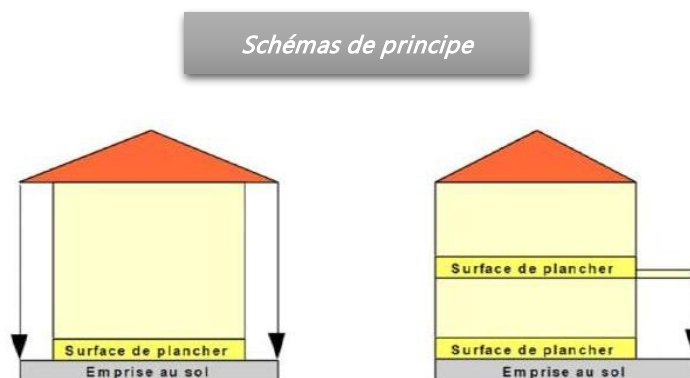 Schémas de principe
Surface de plancher
Surface de plancher
Emprise au sol
Surface de plancher
Emprise au sol